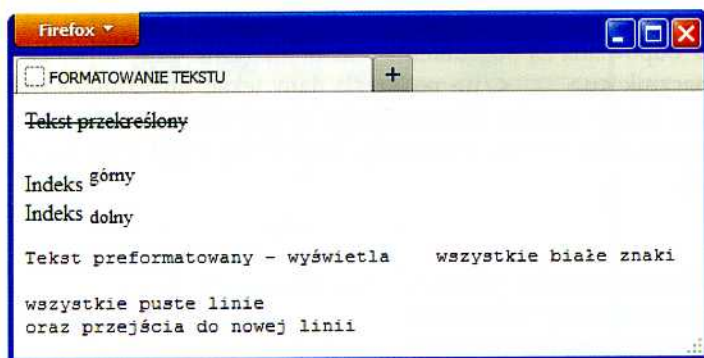 Firefox
FORMATOWANIE TEKSTU +
Tekst przekreślony
Indeks górny
Indeks dolny
Tekst preformatowany – wyświetla    wszystkie białe znaki
wszystkie puste linie
oraz przejścia do nowej linii